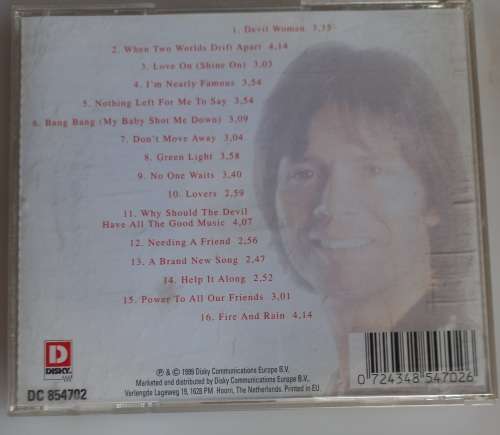 1. Devil Woman 3,35
2. When Two Worlds Drift Apart 4,14
3. Love On (Shine On) 3,03
4. I'm Nearly Famous 3,54
5. Nothing Left For Me To Say 3,54
6. Bang Bang (My Baby Shot Me Down) 3,09
7. Don't Move Away 3,04
8. Green Light 3,58
9. No One Waits 3,40
10. Lovers 2,59
11. Why Should The Devil
Have All The Good Music 4,07
12. Needing A Friend 2,56
13. A Brand New Song 2,47
14. Help It Along 2,52
15. Power To All Our Friends 3,01
16. Fire And Rain 4,14
D
DISKY
DC 854702
℗ & © 1999 Disky Communications Europe B.V.
Marketed and distributed by Disky Communications Europe B.V.,
Verlengde Lageweg 19, 1628 PM Hoorn, The Netherlands. Printed in EU.
0 724348 547026